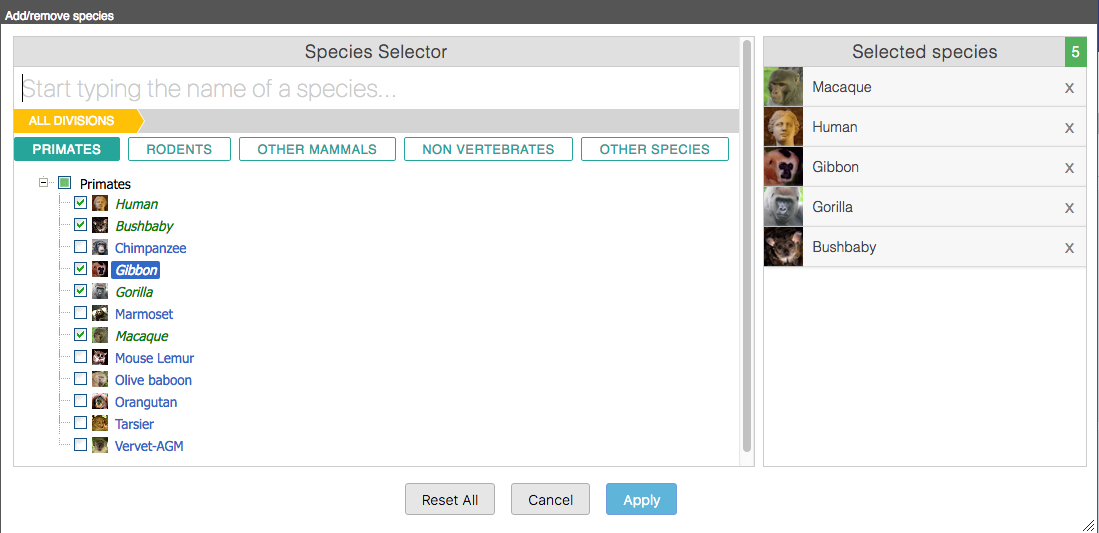 Add/remove species
Species Selector
Start typing the name of a species...
ALL DIVISIONS
PRIMATES RODENTS OTHER MAMMALS NON VERTEBRATES OTHER SPECIES
Primates
Human
Bushbaby
Chimpanzee
Gibbon
Gorilla
Marmoset
Macaque
Mouse Lemur
Olive baboon
Orangutan
Tarsier
Vervet-AGM
Selected species 5
Macaque x
Human x
Gibbon x
Gorilla x
Bushbaby x
Reset All Cancel Apply